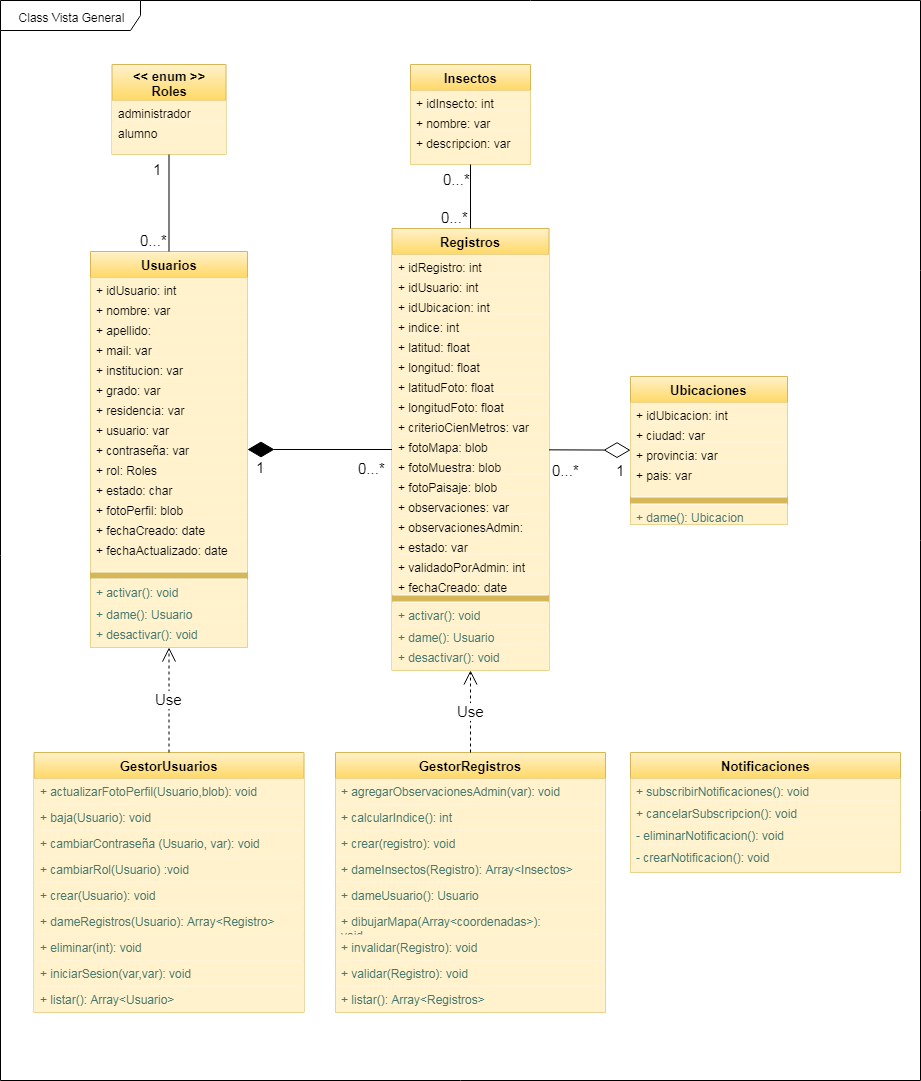 Class Vista General
<< enum >>
Roles
administrador
alumno
1
0...*
Insectos
+ idInsecto: int
+ nombre: var
+ descripcion: var
0...*
0...*
Usuarios
+ idUsuario: int
+ nombre: var
+ apellido:
+ mail: var
+ institucion: var
+ grado: var
+ residencia: var
+ usuario: var
+ contraseña: var
+ rol: Roles
+ estado: char
+ fotoPerfil: blob
+ fechaCreado: date
+ fechaActualizado: date
+ activar(): void
+ dame(): Usuario
+ desactivar(): void
1
0...*
Registros
+ idRegistro: int
+ idUsuario: int
+ idUbicacion: int
+ indice: int
+ latitud: float
+ longitud: float
+ latitudFoto: float
+ longitudFoto: float
+ criterioCienMetros: var
+ fotoMapa: blob
+ fotoMuestra: blob
+ fotoPaisaje: blob
+ observaciones: var
+ observacionesAdmin:
+ estado: var
+ validadoPorAdmin: int
+ fechaCreado: date
+ activar(): void
+ dame(): Usuario
+ desactivar(): void
0...*
1
Ubicaciones
+ idUbicacion: int
+ ciudad: var
+ provincia: var
+ pais: var
+ dame(): Ubicacion
Use
Use
GestorUsuarios
+ actualizarFotoPerfil(Usuario,blob): void
+ baja(Usuario): void
+ cambiarContraseña (Usuario, var): void
+ cambiarRol(Usuario) :void
+ crear(Usuario): void
+ dameRegistros(Usuario): Array<Registro>
+ eliminar(int): void
+ iniciarSesion(var,var): void
+ listar(): Array<Usuario>
GestorRegistros
+ agregarObservacionesAdmin(var): void
+ calcularIndice(): int
+ crear(registro): void
+ dameInsectos(Registro): Array<Insectos>
+ dameUsuario(): Usuario
+ dibujarMapa(Array<coordenadas>):
void
+ invalidar(Registro): void
+ validar(Registro): void
+ listar(): Array<Registros>
Notificaciones
+ subscribirNotificaciones(): void
+ cancelarSubscripcion(): void
- eliminarNotificacion(): void
- crearNotificacion(): void